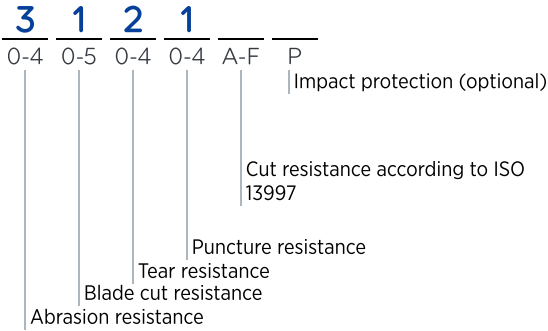 3 1 2 1
0-4 0-5 0-4 0-4 A-F P
Impact protection (optional)
Cut resistance according to ISO
13997
Puncture resistance
Tear resistance
Blade cut resistance
Abrasion resistance